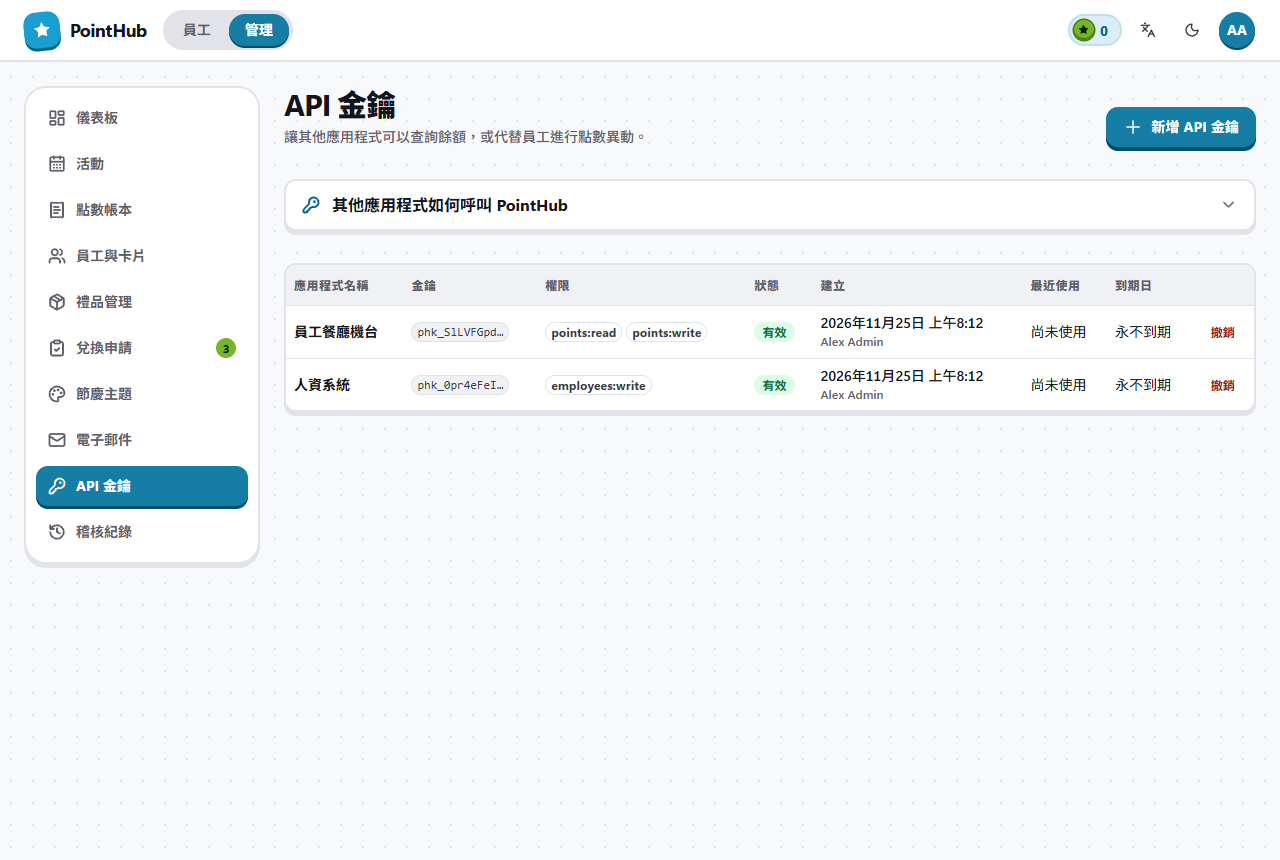 PointHub
員工
管理
0
AA
儀表板
活動
點數帳本
員工與卡片
禮品管理
兌換申請
3
節慶主題
電子郵件
API 金鑰
稽核紀錄
API 金鑰
讓其他應用程式可以查詢餘額，或代替員工進行點數異動。
新增 API 金鑰
其他應用程式如何呼叫 PointHub
應用程式名稱 金鑰 權限 狀態 建立 最近使用 到期日
員工餐廳機台 phk_S1LVFGpd… points:read points:write 有效 2026年11月25日 上午8:12 尚未使用 永不到期 撤銷
Alex Admin
人資系統 phk_0pr4eFeI… employees:write 有效 2026年11月25日 上午8:12 尚未使用 永不到期 撤銷
Alex Admin